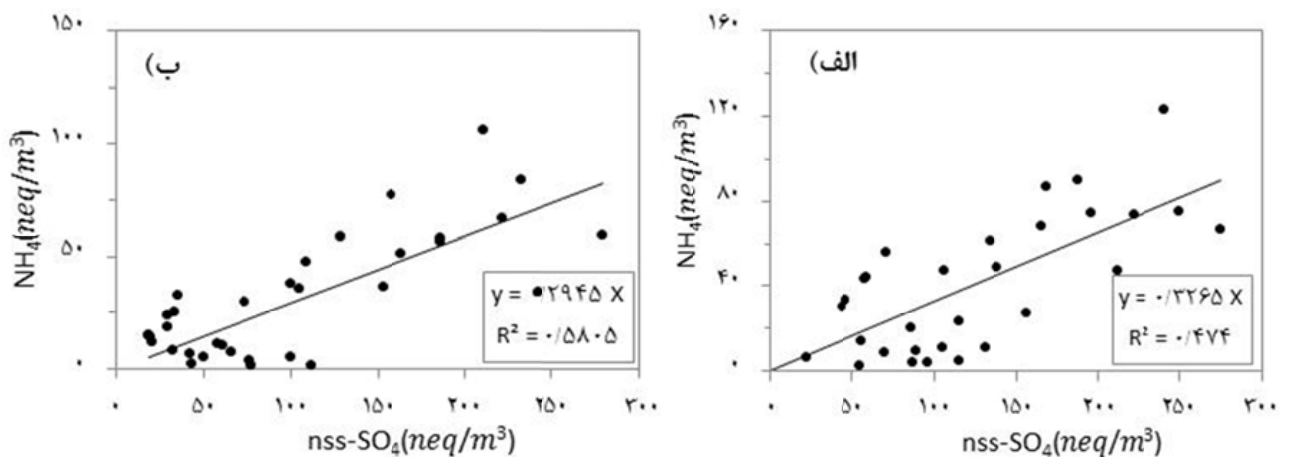 ب)
۱۵۰
۱۰۰
۵۰
۰
NH₄(neq/m³)
y = ۰/۲۹۴۵ X
R² = ۰/۵۸۰۵
۰ ۵۰ ۱۰۰ ۱۵۰ ۲۰۰ ۲۵۰ ۳۰۰
nss-SO₄(neq/m³)
الف)
۱۶۰
۱۲۰
۸۰
۴۰
۰
NH₄(neq/m³)
y = ۰/۳۲۶۵ X
R² = ۰/۴۷۴
۰ ۵۰ ۱۰۰ ۱۵۰ ۲۰۰ ۲۵۰ ۳۰۰
nss-SO₄(neq/m³)